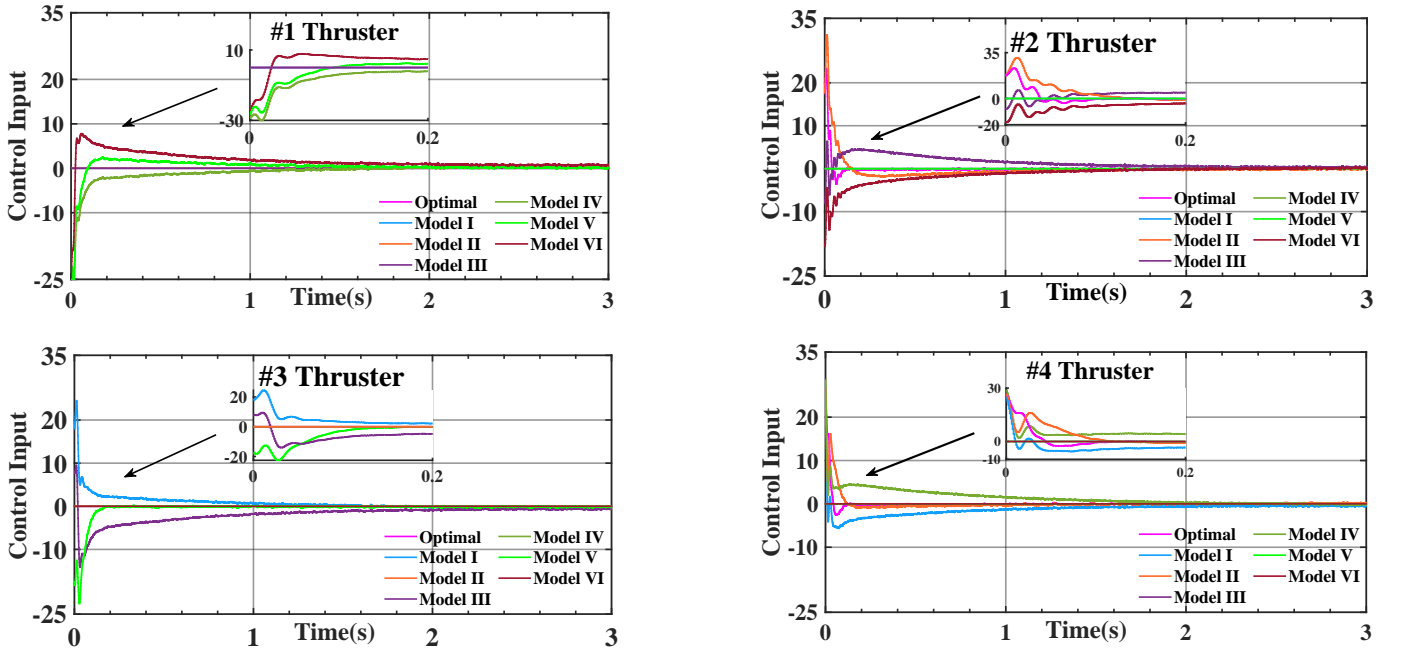 #1 Thruster
Control Input
35
20
10
0
-10
-25
10
-30
0
0.2
Optimal
Model I
Model II
Model III
Model IV
Model V
Model VI
0
1
2
3
Time(s)
#2 Thruster
Control Input
35
20
10
0
-10
-25
35
0
-20
0
0.2
Optimal
Model I
Model II
Model III
Model IV
Model V
Model VI
0
1
2
3
Time(s)
#3 Thruster
Control Input
35
20
10
0
-10
-25
20
0
-20
0
0.2
Optimal
Model I
Model II
Model III
Model IV
Model V
Model VI
0
1
2
3
Time(s)
#4 Thruster
Control Input
35
20
10
0
-10
-25
30
0
-10
0
0.2
Optimal
Model I
Model II
Model III
Model IV
Model V
Model VI
0
1
2
3
Time(s)